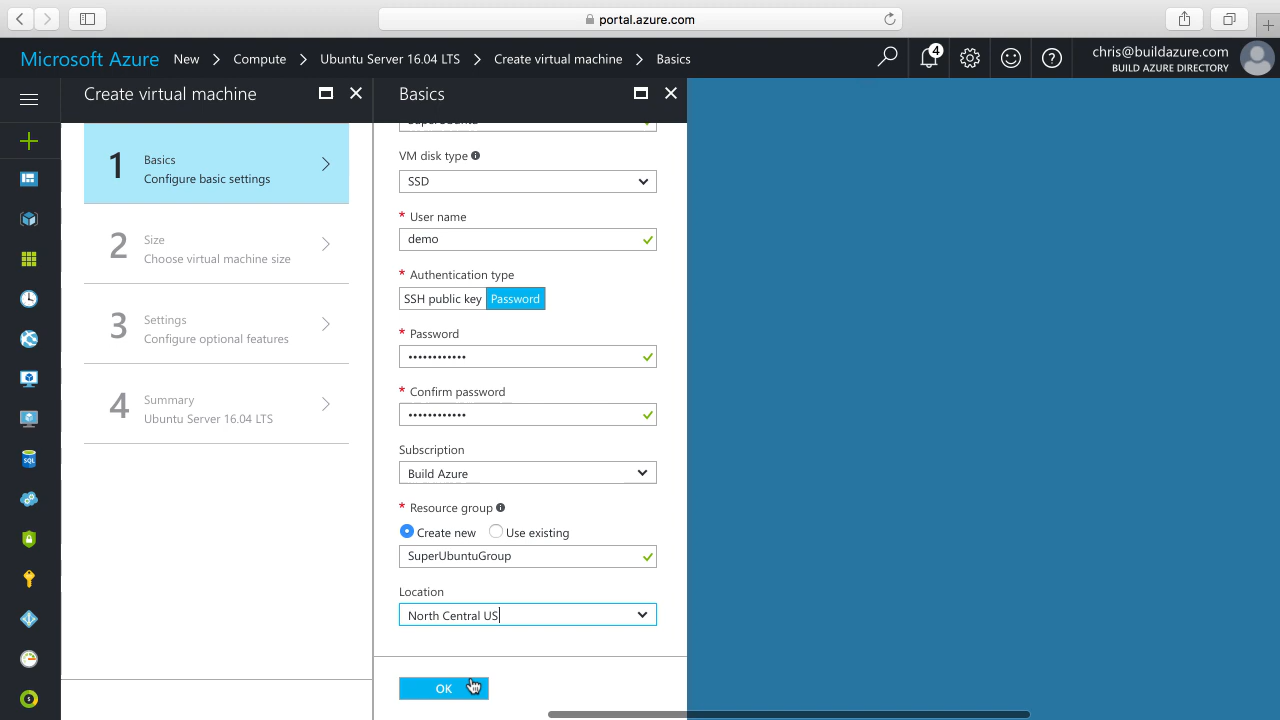 portal.azure.com
Microsoft Azure New > Compute > Ubuntu Server 16.04 LTS > Create virtual machine > Basics
4
chris@buildazure.com
BUILD AZURE DIRECTORY
Create virtual machine
1
Basics
Configure basic settings
2
Size
Choose virtual machine size
3
Settings
Configure optional features
4
Summary
Ubuntu Server 16.04 LTS
Basics
VM disk type
SSD
* User name
demo
* Authentication type
SSH public key Password
* Password
••••••••••••
* Confirm password
••••••••••••
Subscription
Build Azure
* Resource group
Create new Use existing
SuperUbuntuGroup
Location
North Central US
OK
SQL